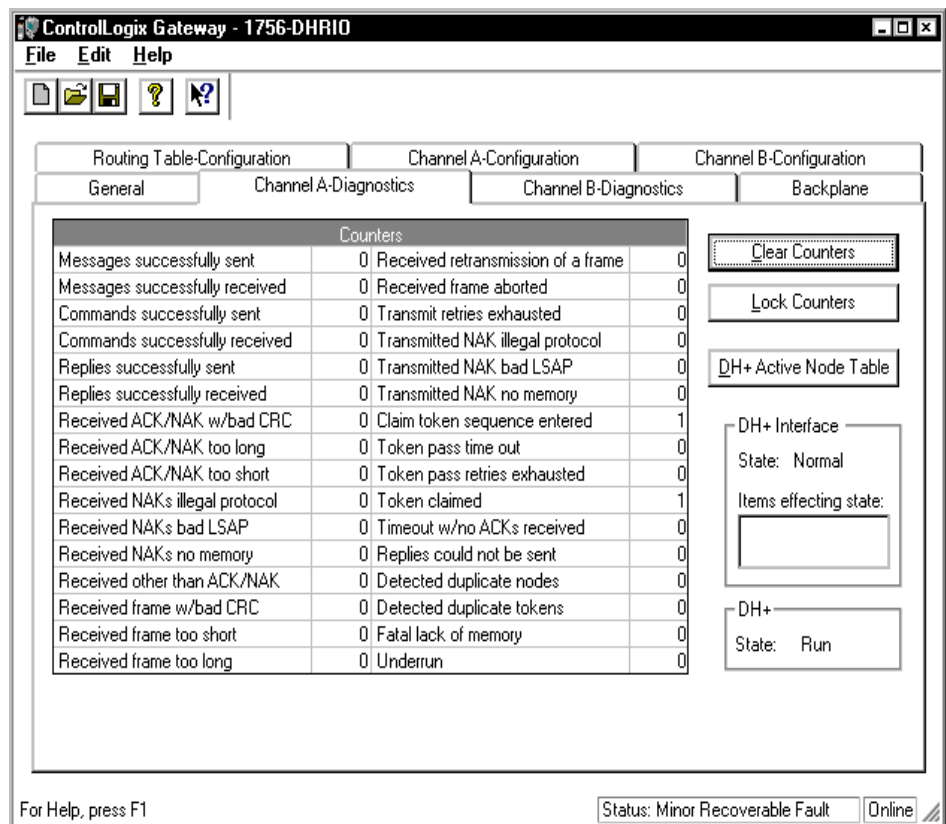 ControlLogix Gateway - 1756-DHRIO
File Edit Help
Routing Table-Configuration Channel A-Configuration Channel B-Configuration
General Channel A-Diagnostics Channel B-Diagnostics Backplane
Counters
Messages successfully sent 0 Received retransmission of a frame 0
Messages successfully received 0 Received frame aborted 0
Commands successfully sent 0 Transmit retries exhausted 0
Commands successfully received 0 Transmitted NAK illegal protocol 0
Replies successfully sent 0 Transmitted NAK bad LSAP 0
Replies successfully received 0 Transmitted NAK no memory 0
Received ACK/NAK w/bad CRC 0 Claim token sequence entered 1
Received ACK/NAK too long 0 Token pass time out 0
Received ACK/NAK too short 0 Token pass retries exhausted 0
Received NAKs illegal protocol 0 Token claimed 1
Received NAKs bad LSAP 0 Timeout w/no ACKs received 0
Received NAKs no memory 0 Replies could not be sent 0
Received other than ACK/NAK 0 Detected duplicate nodes 0
Received frame w/bad CRC 0 Detected duplicate tokens 0
Received frame too short 0 Fatal lack of memory 0
Received frame too long 0 Underrun 0
Clear Counters
Lock Counters
DH+ Active Node Table
DH+ Interface
State: Normal
Items effecting state:
DH+
State: Run
For Help, press F1 Status: Minor Recoverable Fault Online